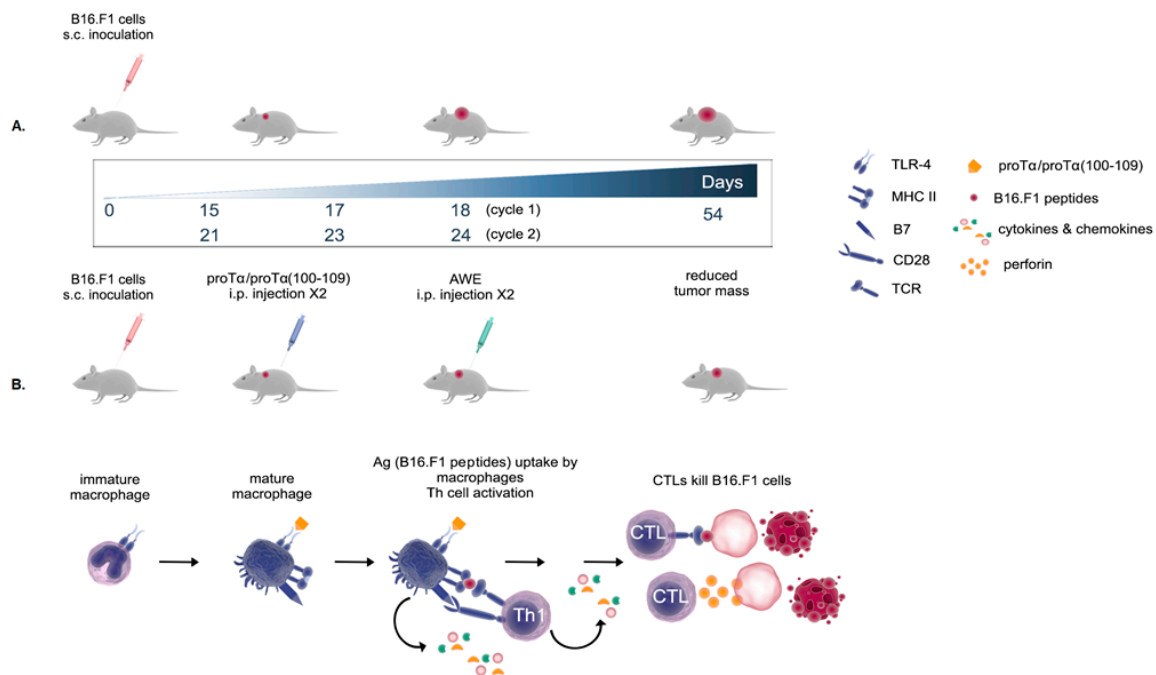 B16.F1 cells
s.c. inoculation
A.
Days
0 15 17 18 (cycle 1) 54
21 23 24 (cycle 2)
B16.F1 cells
s.c. inoculation
proTα/proTα(100-109)
i.p. injection X2
AWE
i.p. injection X2
reduced
tumor mass
B.
TLR-4
MHC II
B7
CD28
TCR
proTα/proTα(100-109)
B16.F1 peptides
cytokines & chemokines
perforin
immature
macrophage
mature
macrophage
Ag (B16.F1 peptides) uptake by
macrophages
Th cell activation
CTLs kill B16.F1 cells
Th1
CTL
CTL